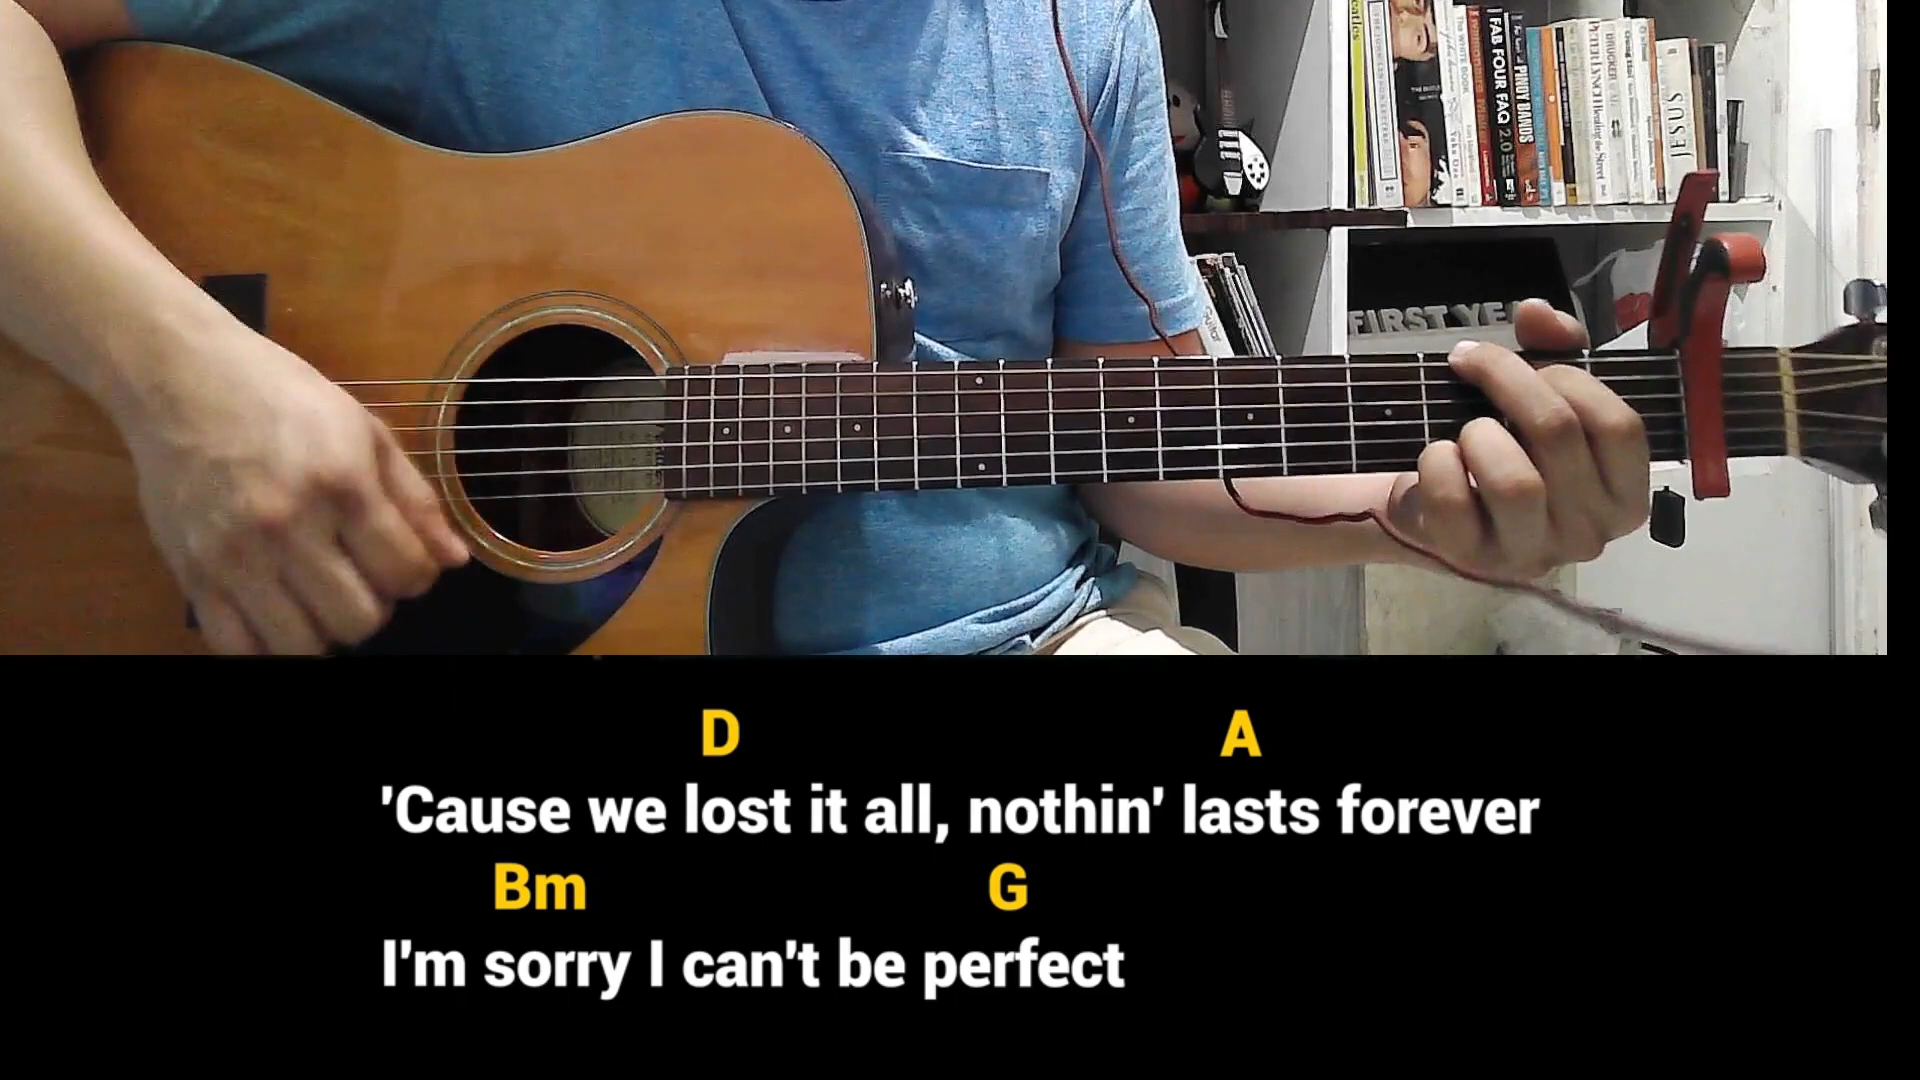 FAB FOUR FAQ 2.0
PINOY BANDS
JESUS
FIRST YE
D A
'Cause we lost it all, nothin' lasts forever
Bm G
I'm sorry I can't be perfect